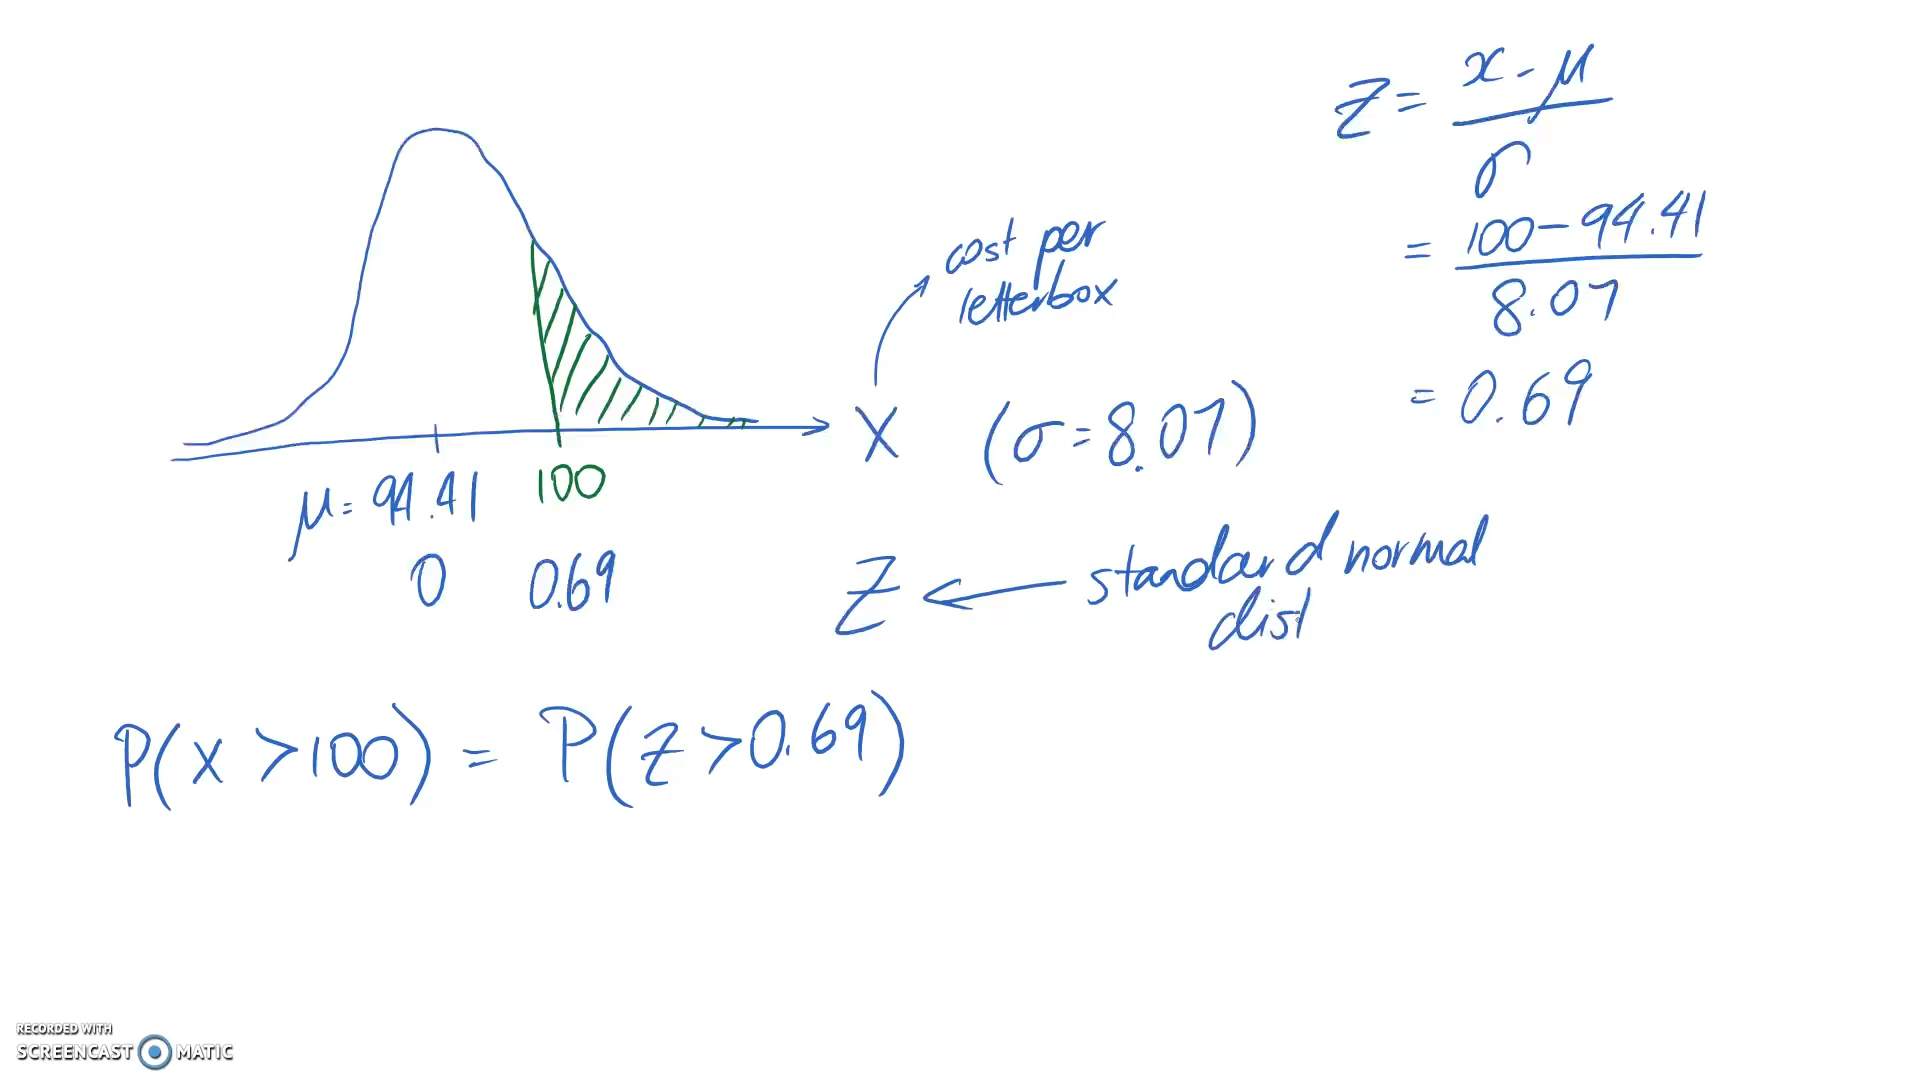 z = x - μ
σ
= 100 - 94.41
8.07
= 0.69
cost per
letterbox
X (σ = 8.07)
μ = 94.41 100
0 0.69 Z ← standard normal
dist
P(X > 100) = P(Z > 0.69)
RECORDED WITH
SCREENCAST MATIC